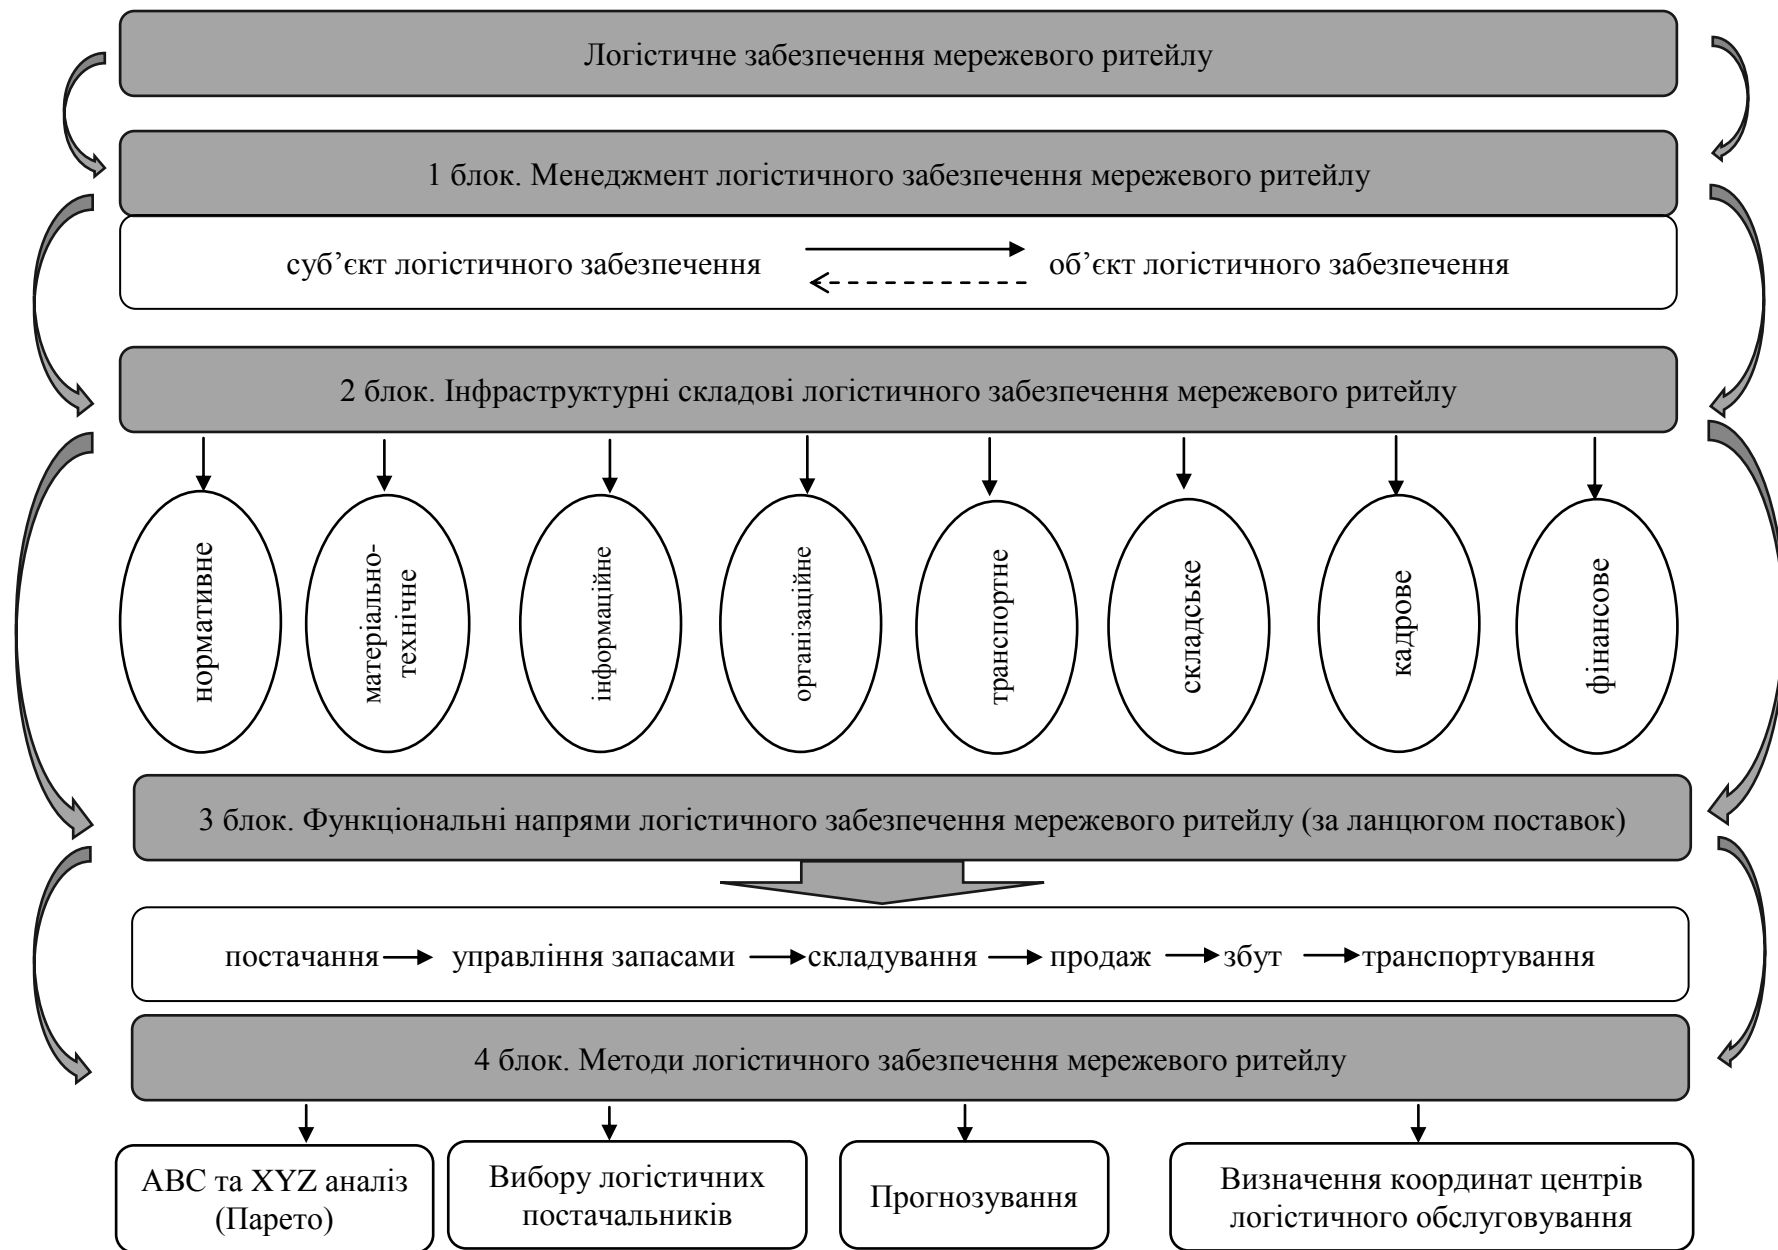 Логістичне забезпечення мережевого ритейлу
1 блок. Менеджмент логістичного забезпечення мережевого ритейлу
суб’єкт логістичного забезпечення
об’єкт логістичного забезпечення
2 блок. Інфраструктурні складові логістичного забезпечення мережевого ритейлу
нормативне
матеріально-
технічне
інформаційне
організаційне
транспортне
складське
кадрове
фінансове
3 блок. Функціональні напрями логістичного забезпечення мережевого ритейлу (за ланцюгом поставок)
постачання управління запасами складування продаж збут транспортування
4 блок. Методи логістичного забезпечення мережевого ритейлу
ABC та XYZ аналіз
(Парето)
Вибору логістичних
постачальників
Прогнозування
Визначення координат центрів
логістичного обслуговування